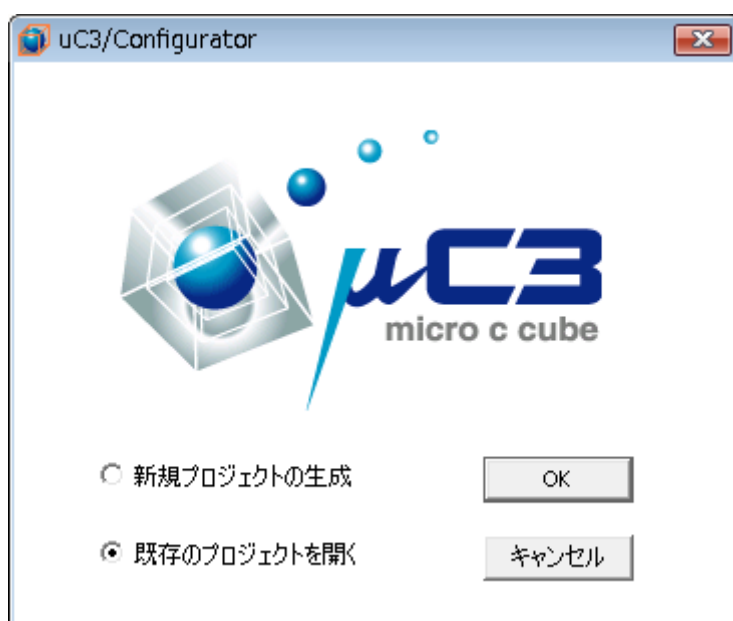 uC3/Configurator
μC3
micro c cube
新規プロジェクトの生成
OK
既存のプロジェクトを開く
キャンセル